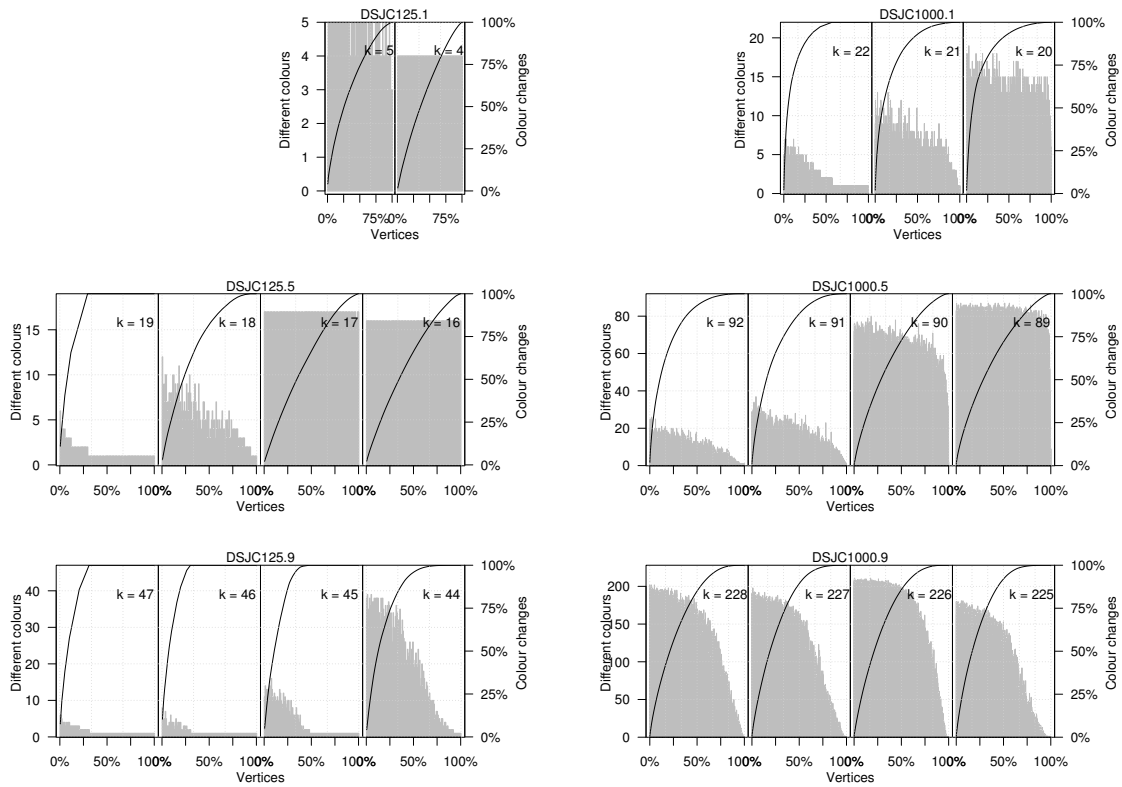 DSJC125.1
Different colours
5
4
3
2
1
0
k = 5
k = 4
100%
75%
50%
25%
0%
Colour changes
0% 75% 0% 75%
Vertices
DSJC1000.1
Different colours
20
15
10
5
0
k = 22
k = 21
k = 20
100%
75%
50%
25%
0%
Colour changes
0% 50% 100% 0% 50% 100% 0% 50% 100%
Vertices
DSJC125.5
Different colours
15
10
5
0
k = 19
k = 18
k = 17
k = 16
100%
75%
50%
25%
0%
Colour changes
0% 50% 100% 0% 50% 100% 0% 50% 100% 0% 50% 100%
Vertices
DSJC1000.5
Different colours
80
60
40
20
0
k = 92
k = 91
k = 90
k = 89
100%
75%
50%
25%
0%
Colour changes
0% 50% 100% 0% 50% 100% 0% 50% 100% 0% 50% 100%
Vertices
DSJC125.9
Different colours
40
30
20
10
0
k = 47
k = 46
k = 45
k = 44
100%
75%
50%
25%
0%
Colour changes
0% 50% 100% 0% 50% 100% 0% 50% 100% 0% 50% 100%
Vertices
DSJC1000.9
Different colours
200
150
100
50
0
k = 228
k = 227
k = 226
k = 225
100%
75%
50%
25%
0%
Colour changes
0% 50% 100% 0% 50% 100% 0% 50% 100% 0% 50% 100%
Vertices